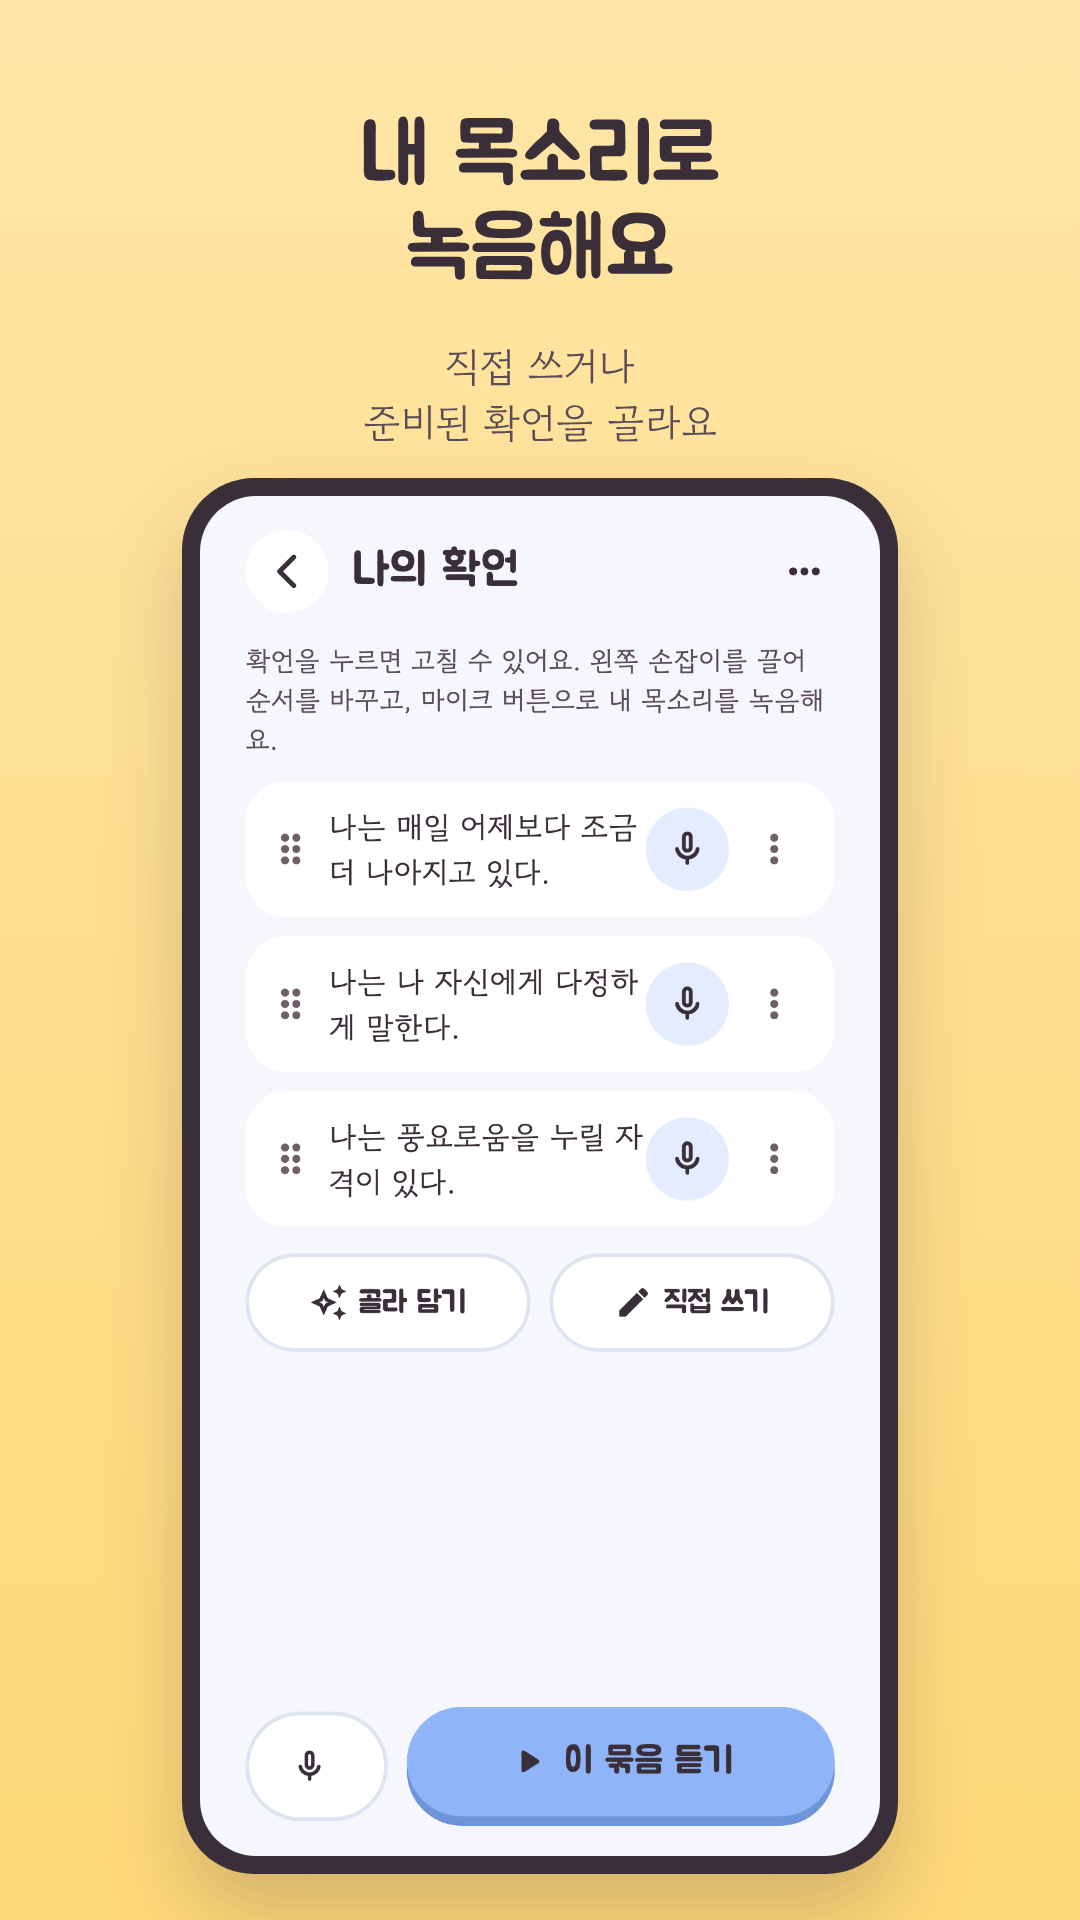 내 목소리로
녹음해요
직접 쓰거나
준비된 확언을 골라요
나의 확언
확언을 누르면 고칠 수 있어요. 왼쪽 손잡이를 끌어
순서를 바꾸고, 마이크 버튼으로 내 목소리를 녹음해
요.
나는 매일 어제보다 조금
더 나아지고 있다.
나는 나 자신에게 다정하
게 말한다.
나는 풍요로움을 누릴 자
격이 있다.
골라 담기
직접 쓰기
이 묶음 듣기